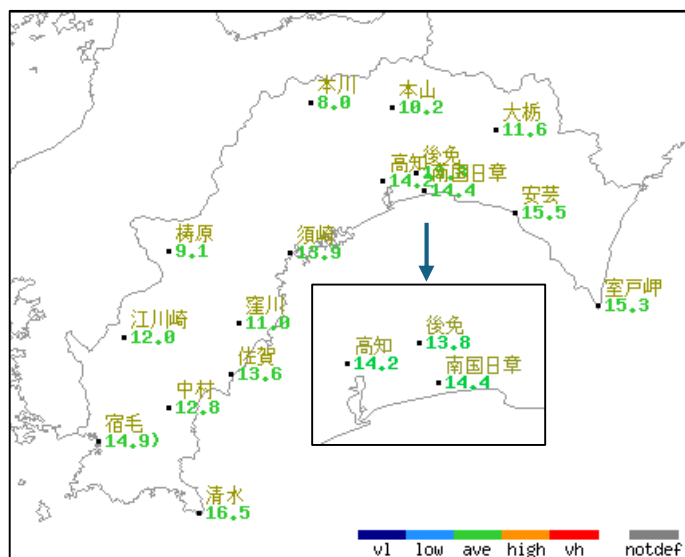 本川
8.0
本山
10.2
大栃
11.6
高知
14.2
後免
南国日章
14.4
安芸
15.5
梼原
9.1
須崎
13.9
室戸岬
15.3
江川崎
12.0
窪川
11.0
佐賀
13.6
中村
12.8
宿毛
14.9)
清水
16.5
後免
13.8
高知
14.2
南国日章
14.4
vl low ave high vh notdef